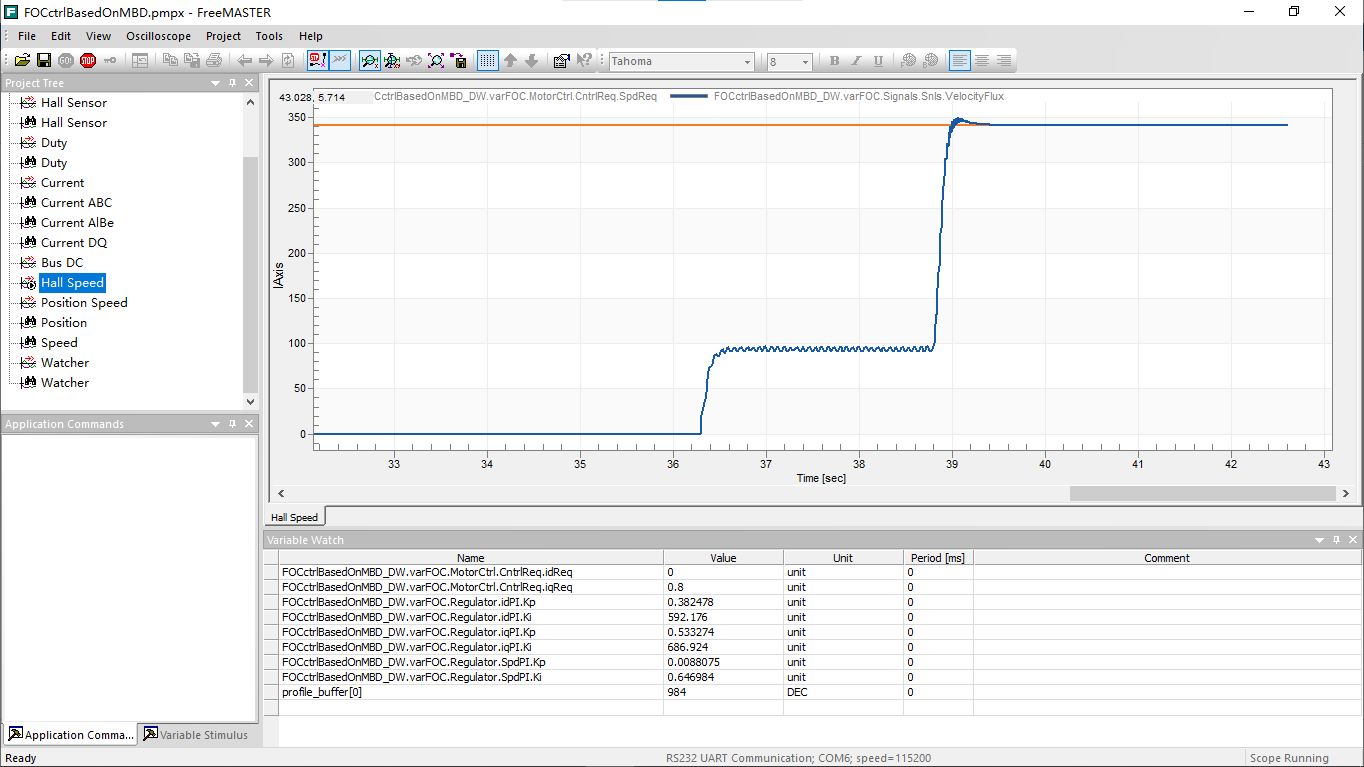 FOCctrlBasedOnMBD.pmpx - FreeMASTER
File Edit View Oscilloscope Project Tools Help
GO! STOP Tahoma 8 B I U
Project Tree
Hall Sensor
Hall Sensor
Duty
Duty
Current
Current ABC
Current AlBe
Current DQ
Bus DC
Hall Speed
Position Speed
Position
Speed
Watcher
Watcher
Application Commands
Application Comma... Variable Stimulus
43.028, 5.714 CctrlBasedOnMBD_DW.varFOC.MotorCtrl.CntrlReq.SpdReq FOCctrlBasedOnMBD_DW.varFOC.Signals.Snls.VelocityFlux
350
300
250
200
150
100
50
0
lAxis
33 34 35 36 37 38 39 40 41 42 43
Time [sec]
Hall Speed
Variable Watch
Name Value Unit Period [ms] Comment
FOCctrlBasedOnMBD_DW.varFOC.MotorCtrl.CntrlReq.idReq 0 unit 0
FOCctrlBasedOnMBD_DW.varFOC.MotorCtrl.CntrlReq.iqReq 0.8 unit 0
FOCctrlBasedOnMBD_DW.varFOC.Regulator.idPI.Kp 0.382478 unit 0
FOCctrlBasedOnMBD_DW.varFOC.Regulator.idPI.Ki 592.176 unit 0
FOCctrlBasedOnMBD_DW.varFOC.Regulator.iqPI.Kp 0.533274 unit 0
FOCctrlBasedOnMBD_DW.varFOC.Regulator.iqPI.Ki 686.924 unit 0
FOCctrlBasedOnMBD_DW.varFOC.Regulator.SpdPI.Kp 0.0088075 unit 0
FOCctrlBasedOnMBD_DW.varFOC.Regulator.SpdPI.Ki 0.646984 unit 0
profile_buffer[0] 984 DEC 0
Ready RS232 UART Communication; COM6; speed=115200 Scope Running